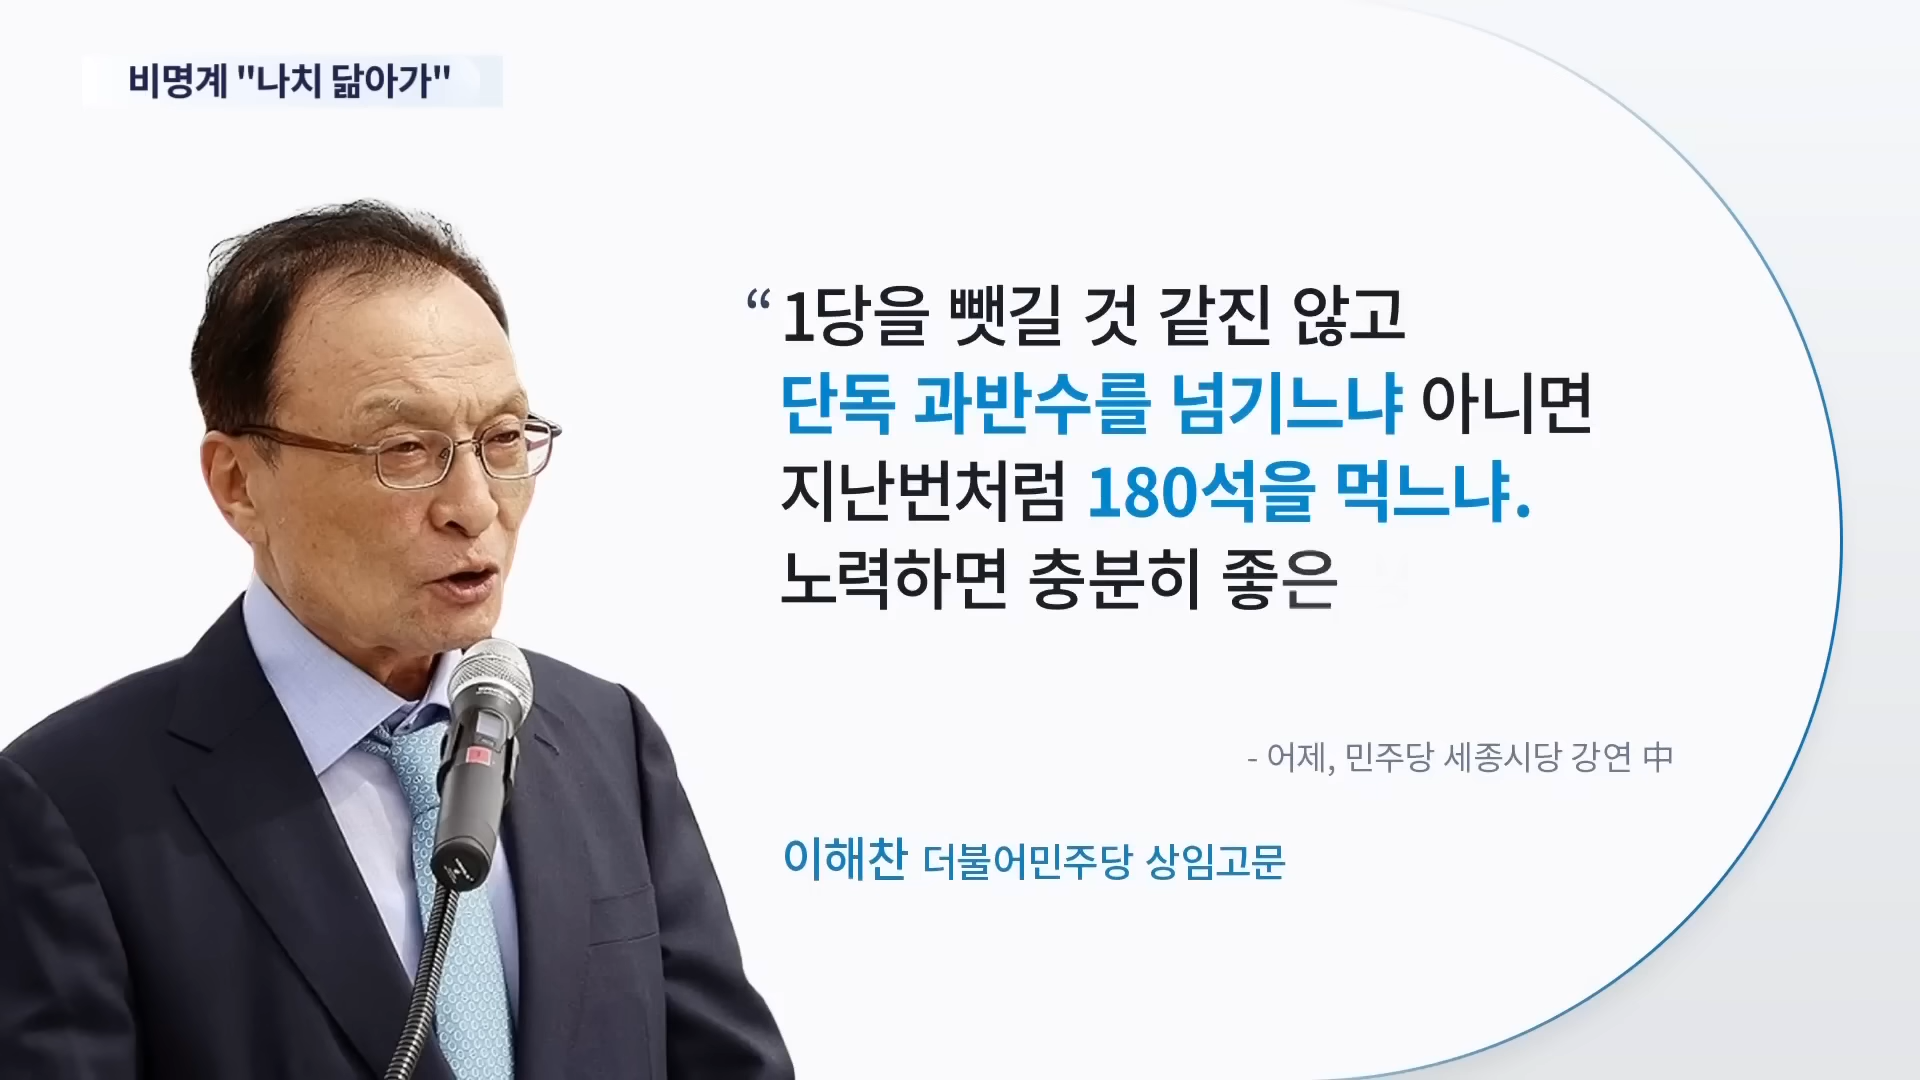 비명계 "나치 닮아가"
“1당을 뺏길 것 같진 않고
단독 과반수를 넘기느냐 아니면
지난번처럼 180석을 먹느냐.
노력하면 충분히 좋은
- 어제, 민주당 세종시당 강연 中
이해찬 더불어민주당 상임고문